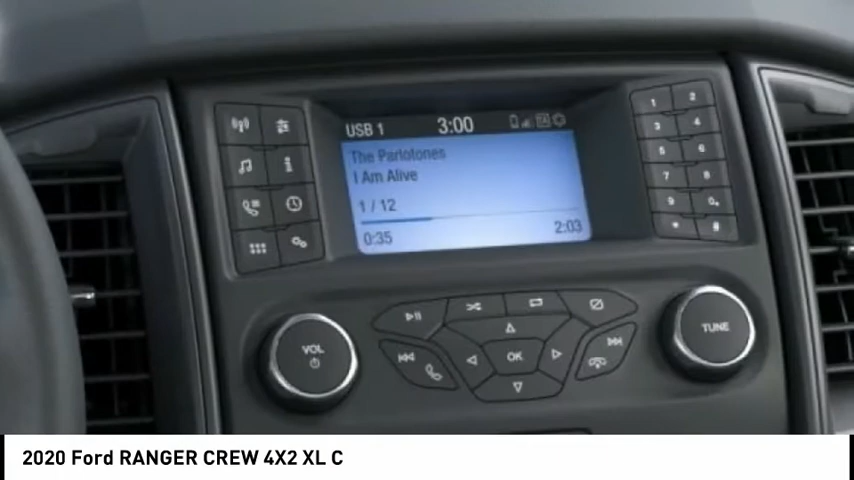 USB 1 3:00
The Parlotones
I Am Alive
1 / 12
0:35 2:03
1 2
3 4
5 6
7 8
9 0+
* #
i
VOL
OK
TUNE
2020 Ford RANGER CREW 4X2 XL C